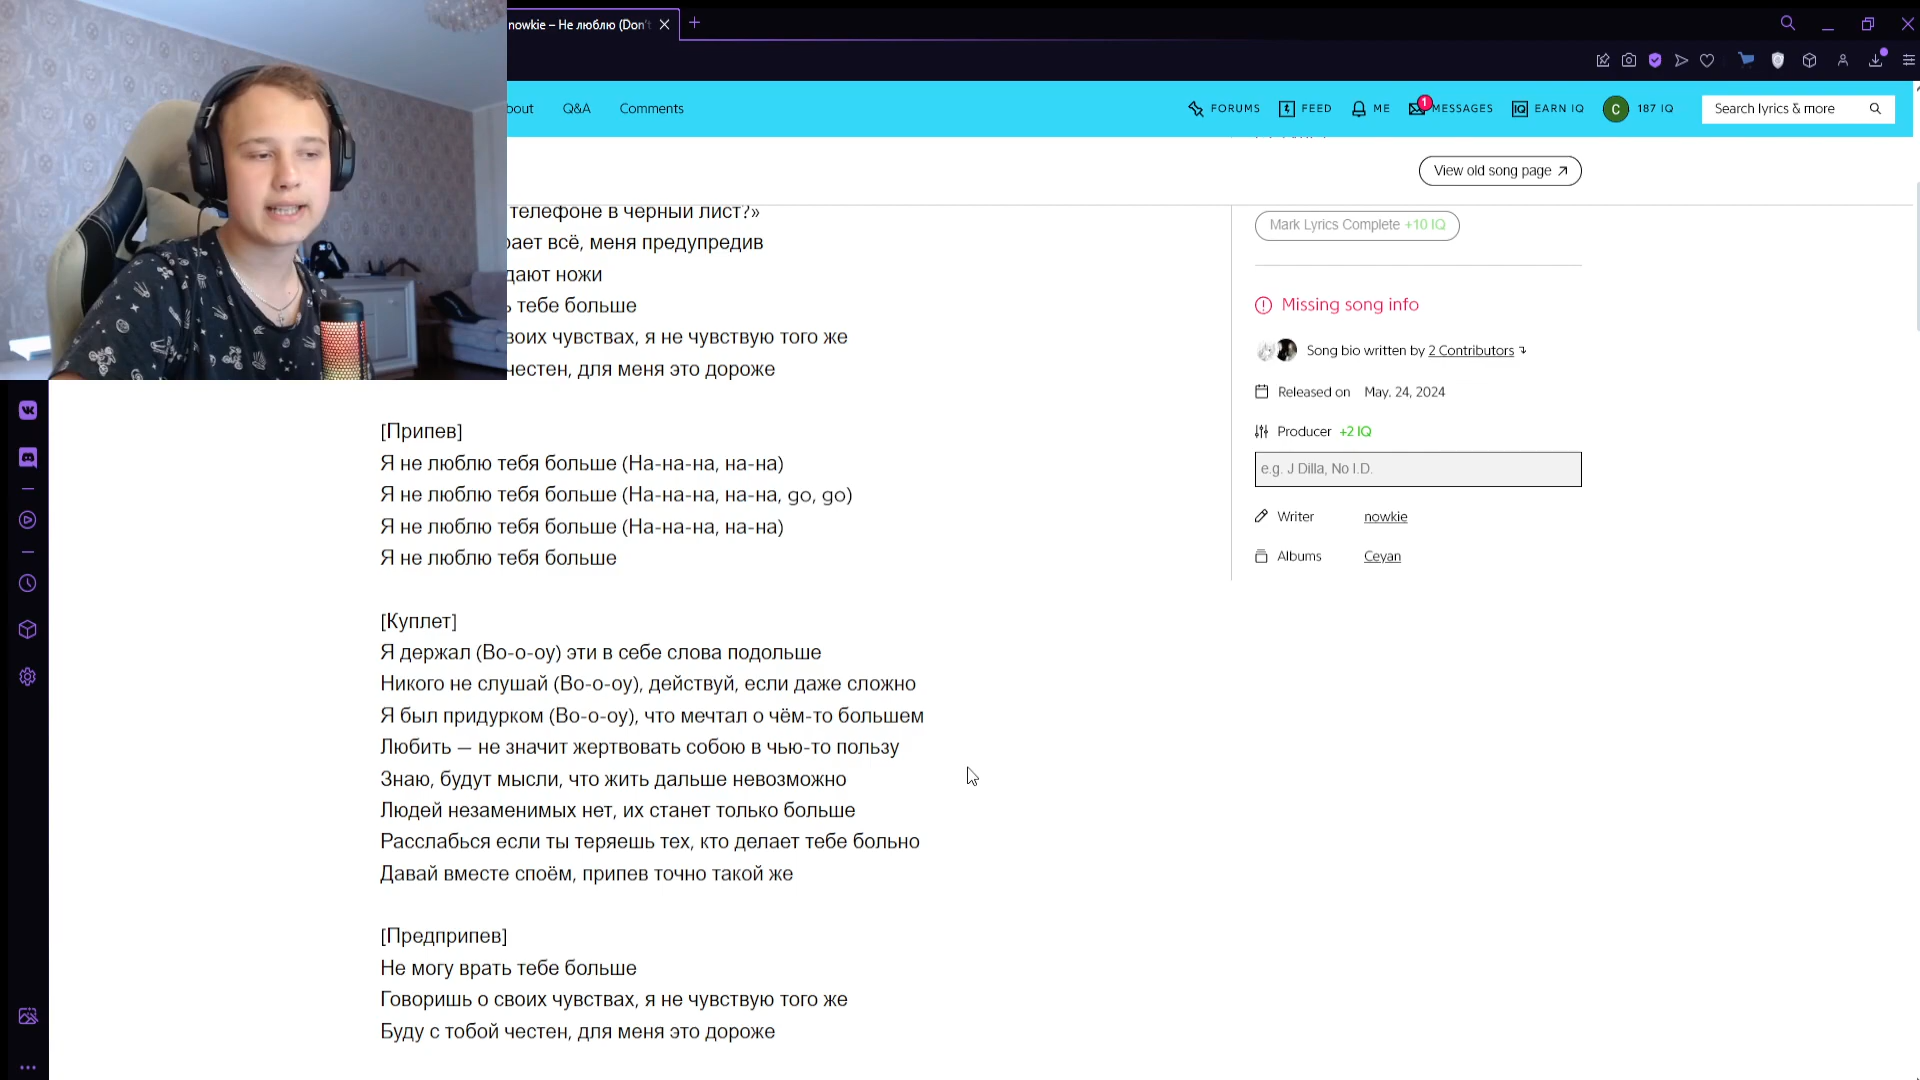 nowkie – Не люблю (Don't
Q&A
Comments
FORUMS
FEED
ME
1
MESSAGES
EARN IQ
C
187 IQ
Search lyrics & more
View old song page
телефоне в чёрный лист?»
всё, меня предупредив
ножи
тебе больше
чувствах, я не чувствую того же
честен, для меня это дороже
[Припев]
Я не люблю тебя больше (На-на-на, на-на)
Я не люблю тебя больше (На-на-на, на-на, go, go)
Я не люблю тебя больше (На-на-на, на-на)
Я не люблю тебя больше
[Куплет]
Я держал (Во-о-оу) эти в себе слова подольше
Никого не слушай (Во-о-оу), действуй, если даже сложно
Я был придурком (Во-о-оу), что мечтал о чём-то большем
Любить — не значит жертвовать собою в чью-то пользу
Знаю, будут мысли, что жить дальше невозможно
Людей незаменимых нет, их станет только больше
Расслабься если ты теряешь тех, кто делает тебе больно
Давай вместе споём, припев точно такой же
[Предприпев]
Не могу врать тебе больше
Говоришь о своих чувствах, я не чувствую того же
Буду с тобой честен, для меня это дороже
Mark Lyrics Complete +10 IQ
Missing song info
Song bio written by 2 Contributors
Released on May. 24, 2024
Producer +2 IQ
e.g. J Dilla, No I.D.
Writer nowkie
Albums Ceyan